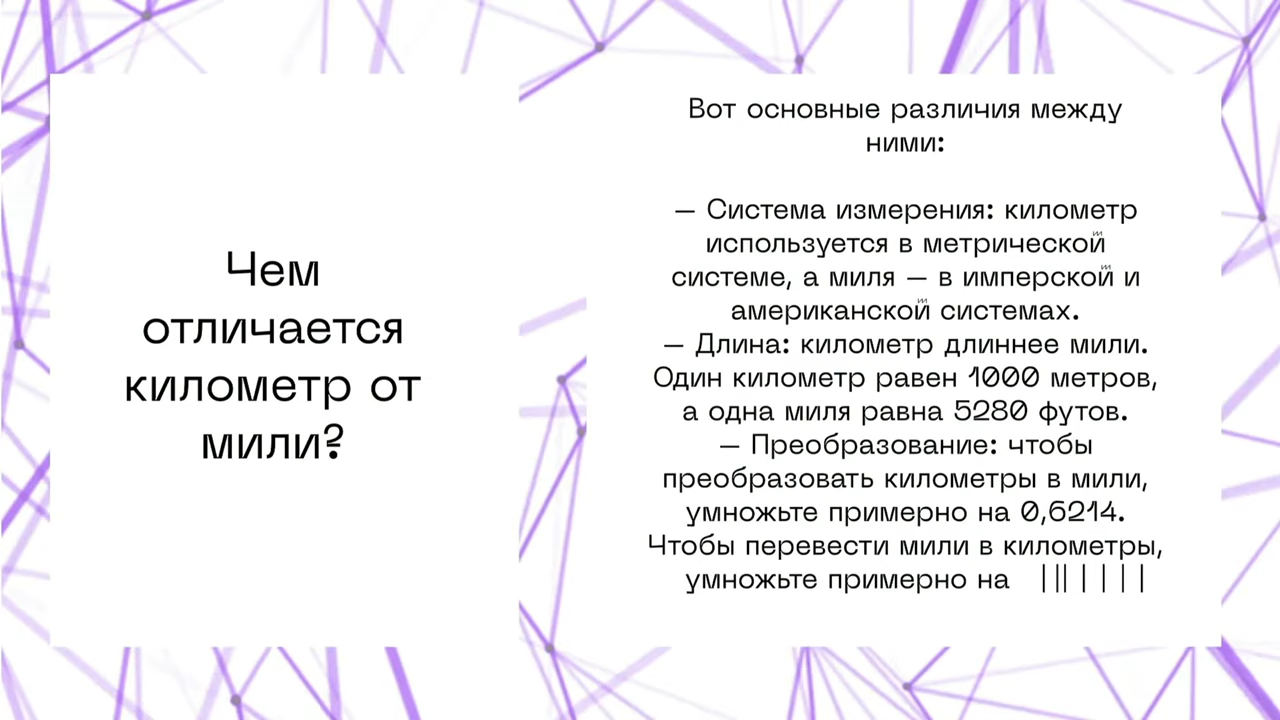 Чем
отличается
километр от
мили?
Вот основные различия между
ними:
— Система измерения: километр
используется в метрической
системе, а миля — в имперской и
американской системах.
— Длина: километр длиннее мили.
Один километр равен 1000 метров,
а одна миля равна 5280 футов.
— Преобразование: чтобы
преобразовать километры в мили,
умножьте примерно на 0,6214.
Чтобы перевести мили в километры,
умножьте примерно на